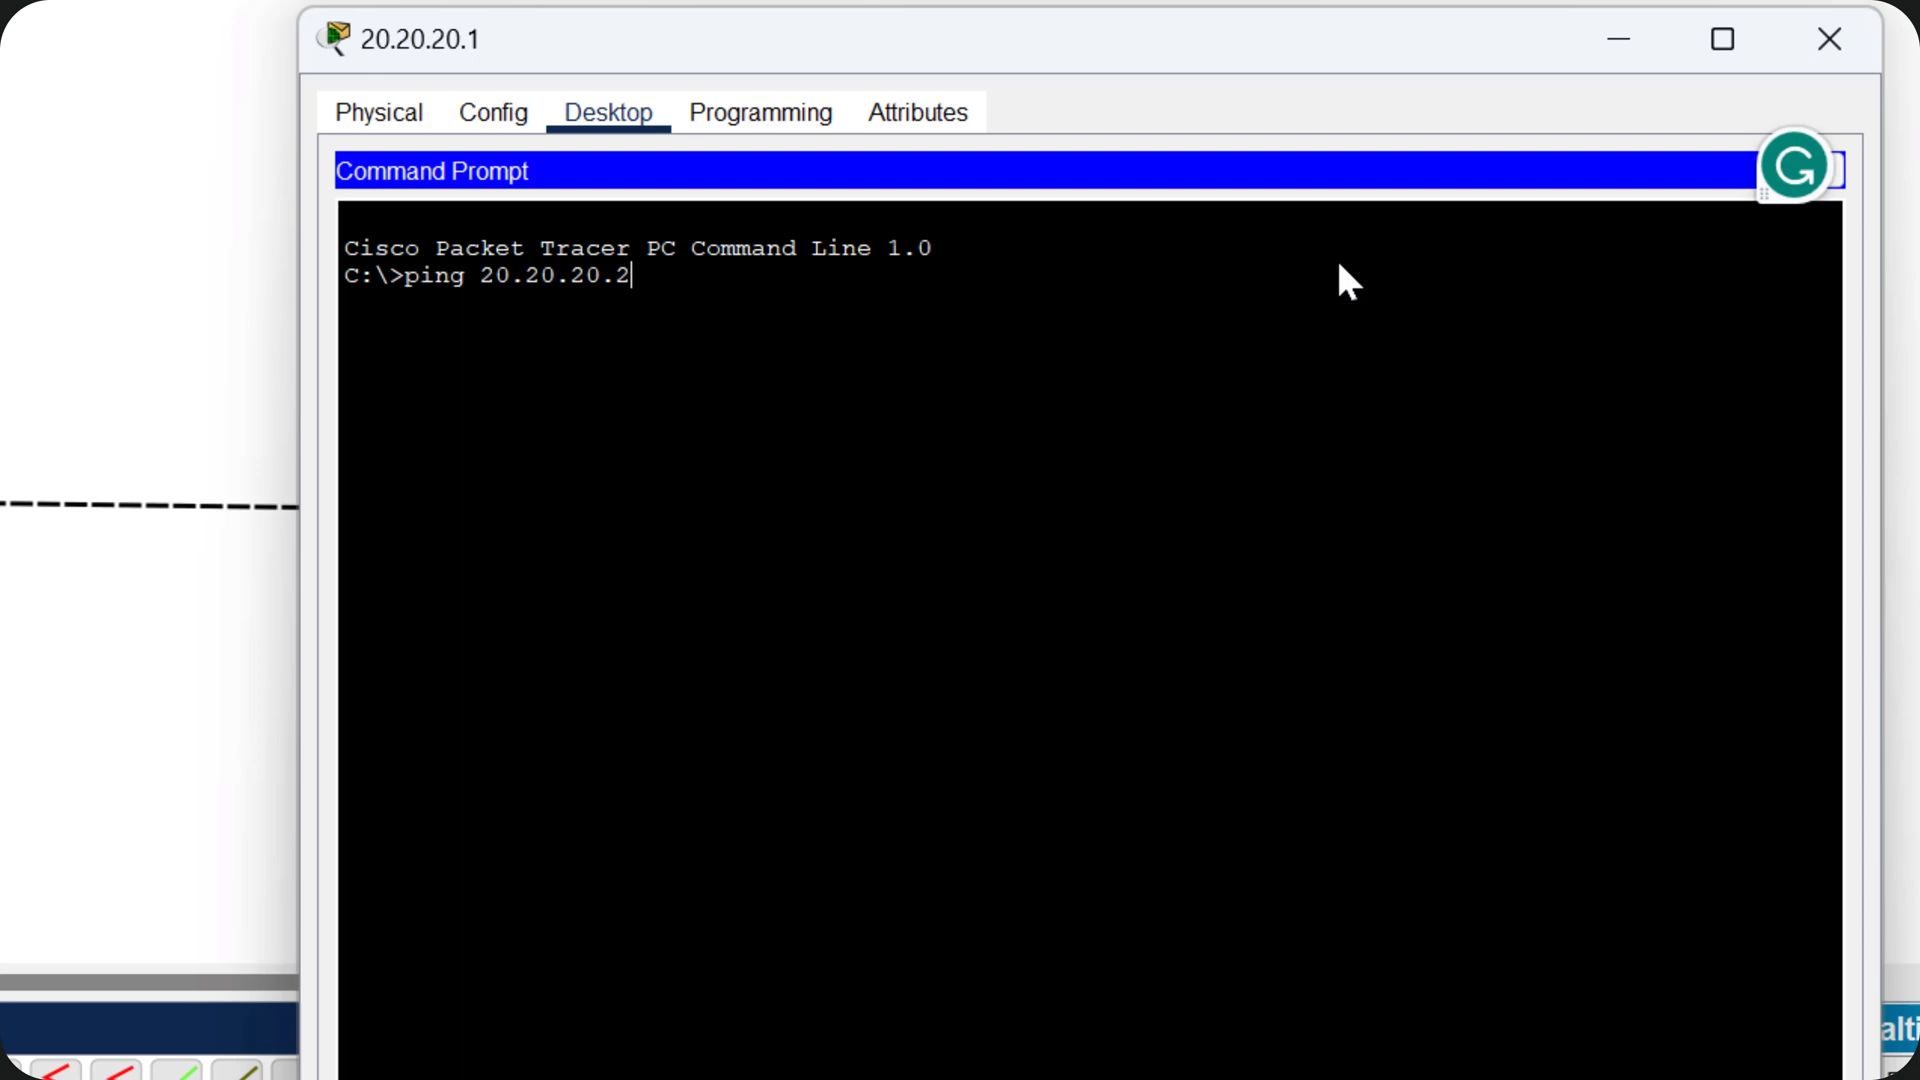 20.20.20.1
Physical Config Desktop Programming Attributes
Command Prompt
Cisco Packet Tracer PC Command Line 1.0
C:\>ping 20.20.20.2
alti